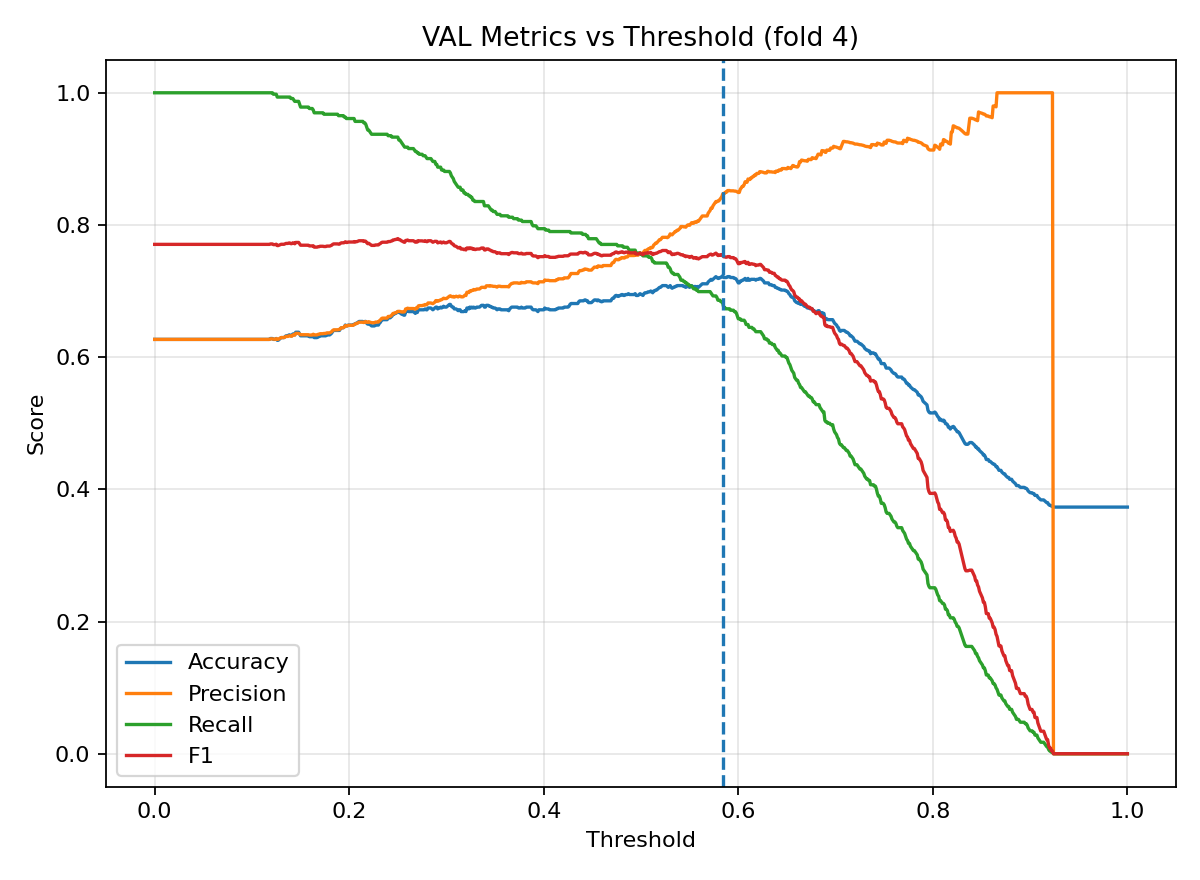 VAL Metrics vs Threshold (fold 4)
1.0
0.8
0.6
0.4
0.2
0.0
Score
Accuracy
Precision
Recall
F1
0.0 0.2 0.4 0.6 0.8 1.0
Threshold